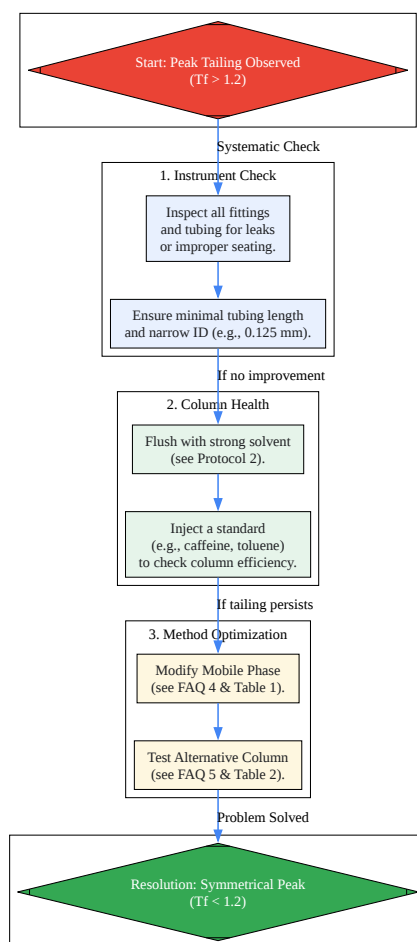 Start: Peak Tailing Observed
(Tf > 1.2)
Systematic Check
1. Instrument Check
Inspect all fittings
and tubing for leaks
or improper seating.
Ensure minimal tubing length
and narrow ID (e.g., 0.125 mm).
If no improvement
2. Column Health
Flush with strong solvent
(see Protocol 2).
Inject a standard
(e.g., caffeine, toluene)
to check column efficiency.
If tailing persists
3. Method Optimization
Modify Mobile Phase
(see FAQ 4 & Table 1).
Test Alternative Column
(see FAQ 5 & Table 2).
Problem Solved
Resolution: Symmetrical Peak
(Tf < 1.2)